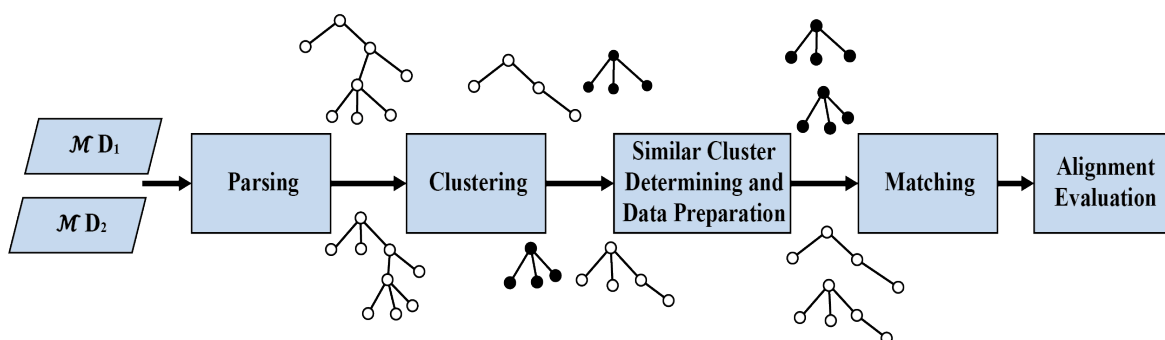 ℳ D₁
ℳ D₂
Parsing
Clustering
Similar Cluster
Determining and
Data Preparation
Matching
Alignment
Evaluation